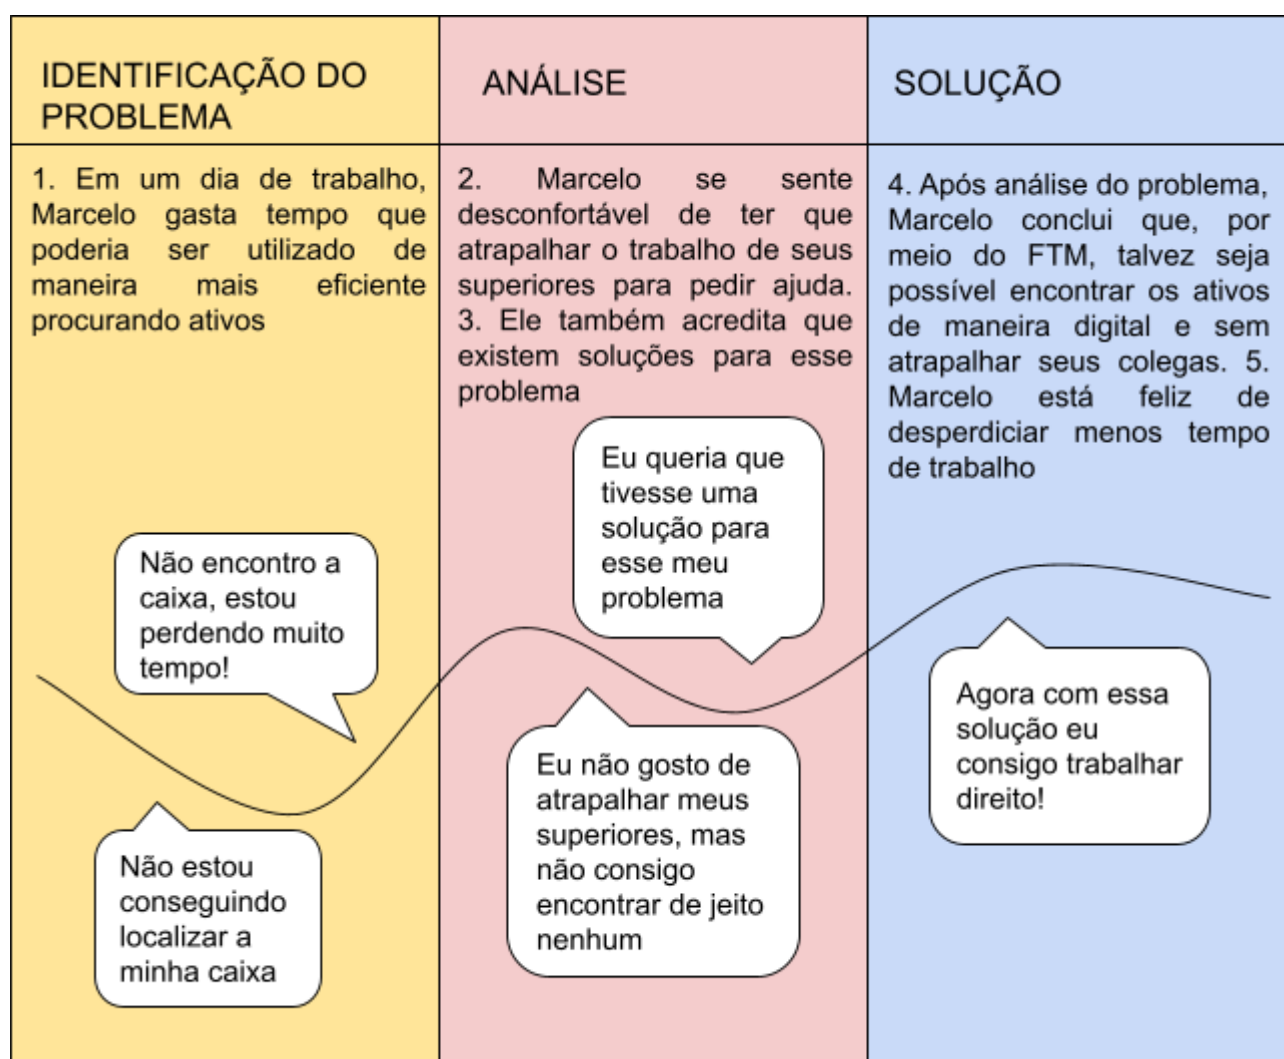 IDENTIFICAÇÃO DO
PROBLEMA
1. Em um dia de trabalho,
Marcelo gasta tempo que
poderia ser utilizado de
maneira mais eficiente
procurando ativos
Não encontro a
caixa, estou
perdendo muito
tempo!
Não estou
conseguindo
localizar a
minha caixa
ANÁLISE
2. Marcelo se sente
desconfortável de ter que
atrapalhar o trabalho de seus
superiores para pedir ajuda.
3. Ele também acredita que
existem soluções para esse
problema
Eu queria que
tivesse uma
solução para
esse meu
problema
Eu não gosto de
atrapalhar meus
superiores, mas
não consigo
encontrar de jeito
nenhum
SOLUÇÃO
4. Após análise do problema,
Marcelo conclui que, por
meio do FTM, talvez seja
possível encontrar os ativos
de maneira digital e sem
atrapalhar seus colegas. 5.
Marcelo está feliz de
desperdiciar menos tempo
de trabalho
Agora com essa
solução eu
consigo trabalhar
direito!